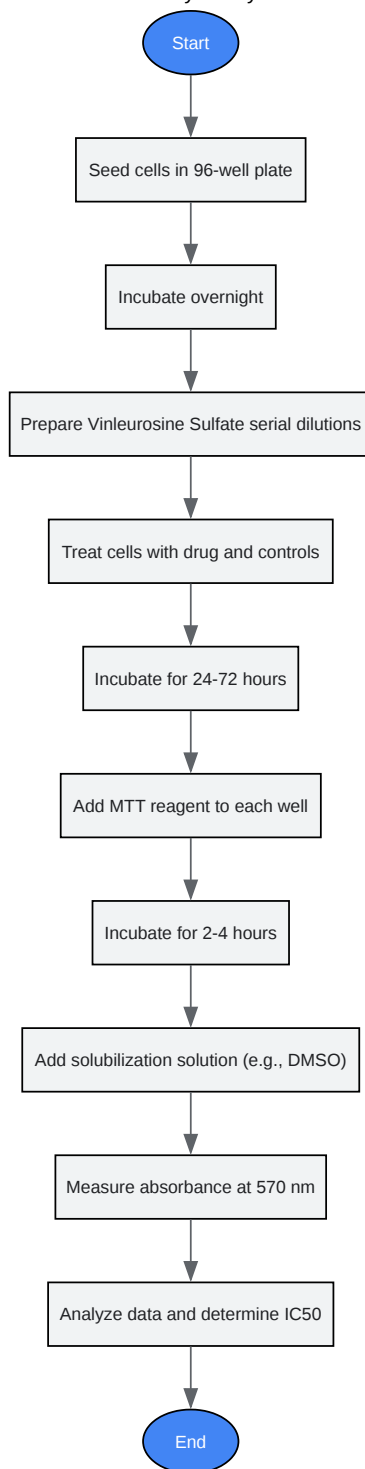 Start
Seed cells in 96-well plate
Incubate overnight
Prepare Vinleurosine Sulfate serial dilutions
Treat cells with drug and controls
Incubate for 24-72 hours
Add MTT reagent to each well
Incubate for 2-4 hours
Add solubilization solution (e.g., DMSO)
Measure absorbance at 570 nm
Analyze data and determine IC50
End